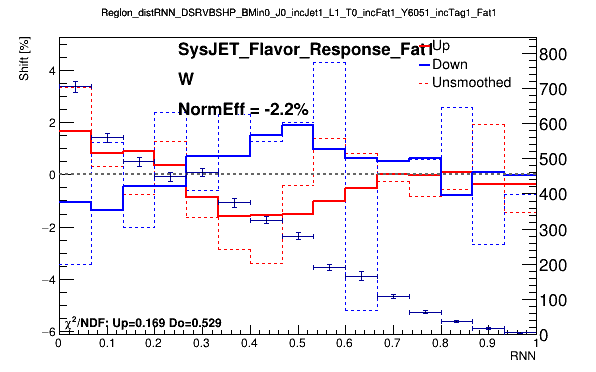 Region_distRNN_DSRVBSHP_BMin0_J0_incJet1_L1_T0_incFat1_Y6051_incTag1_Fat1
Shift [%]
SysJET_Flavor_Response_Fat1
W
NormEff = -2.2%
Up
Down
Unsmoothed
4
2
0
−2
−4
−6
800
700
600
500
400
300
200
100
0
χ²/NDF: Up=0.169 Do=0.529
0 0.1 0.2 0.3 0.4 0.5 0.6 0.7 0.8 0.9 1
RNN